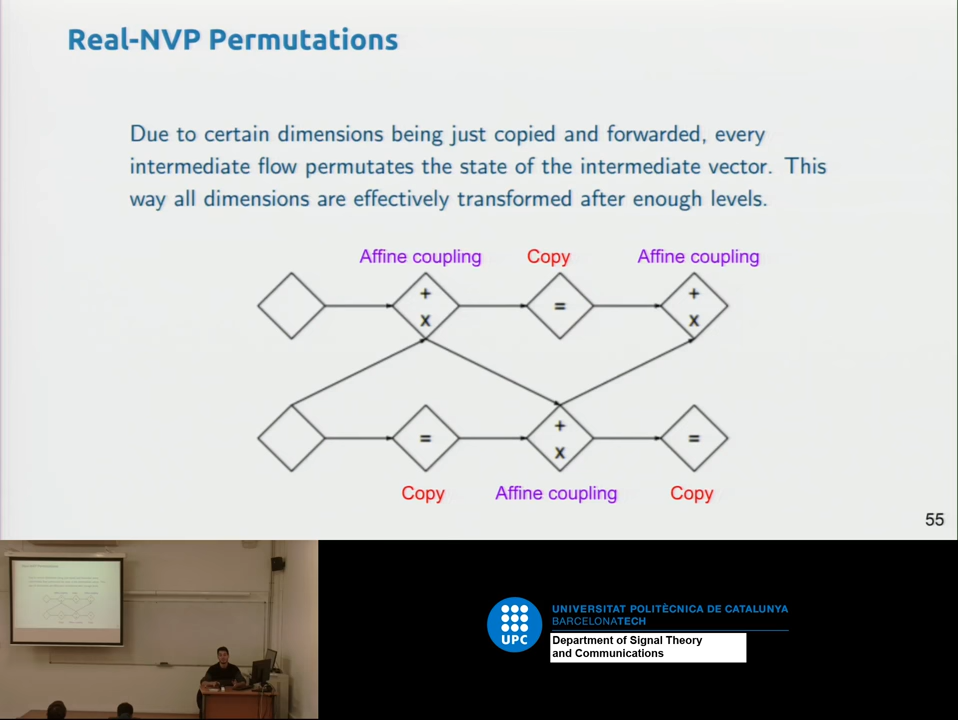 Real-NVP Permutations
Due to certain dimensions being just copied and forwarded, every
intermediate flow permutates the state of the intermediate vector. This
way all dimensions are effectively transformed after enough levels.
Affine coupling Copy Affine coupling
+ +
x = x
+
= x =
Copy Affine coupling Copy
55
UPC
UNIVERSITAT POLITÈCNICA DE CATALUNYA
BARCELONATECH
Department of Signal Theory
and Communications